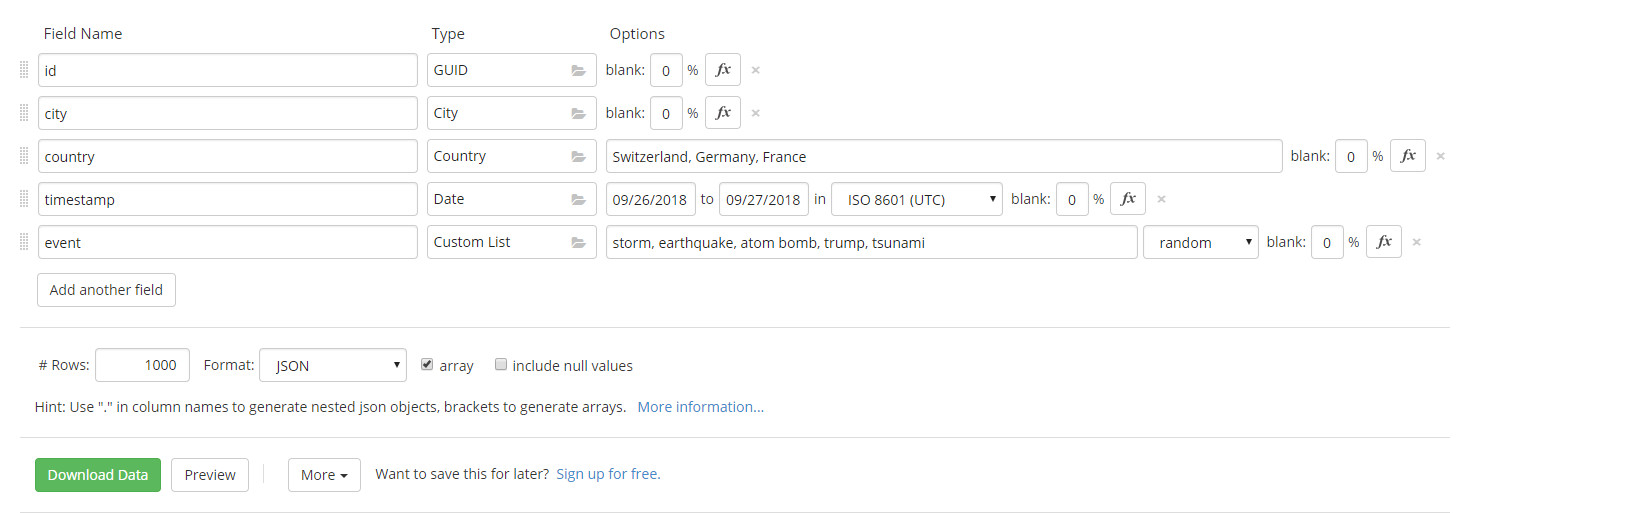 Field Name Type Options
id GUID blank: 0 % fx ×
city City blank: 0 % fx ×
country Country Switzerland, Germany, France blank: 0 % fx ×
timestamp Date 09/26/2018 to 09/27/2018 in ISO 8601 (UTC) blank: 0 % fx ×
event Custom List storm, earthquake, atom bomb, trump, tsunami random blank: 0 % fx ×
Add another field
# Rows: 1000 Format: JSON array include null values
Hint: Use "." in column names to generate nested json objects, brackets to generate arrays. More information...
Download Data Preview More Want to save this for later? Sign up for free.